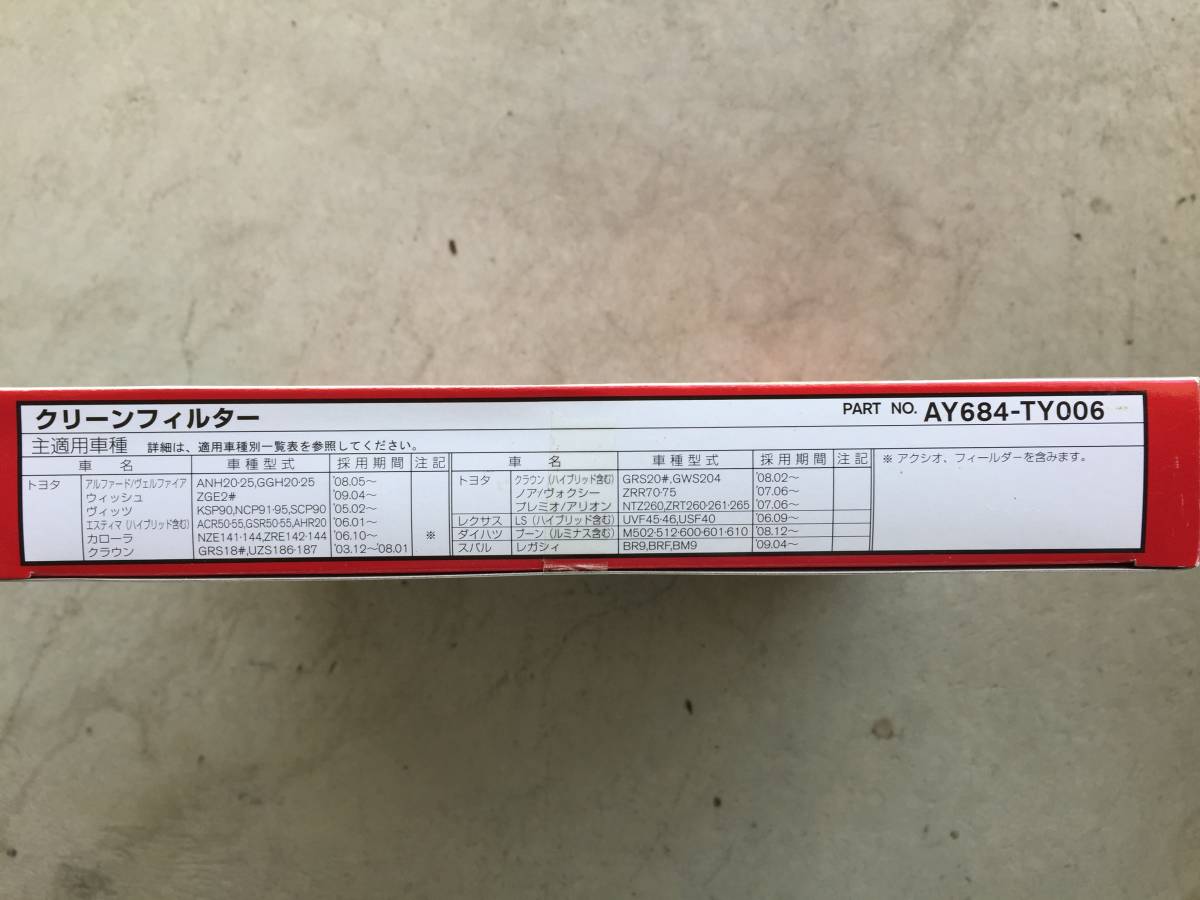 クリーンフィルター PART NO. AY684-TY006
主適用車種 詳細は、適用車種別一覧表を参照してください。
車名 車種型式 採用期間 注記
トヨタ アルファード/ヴェルファイア ANH20·25,GGH20·25 '08.05〜
ウィッシュ ZGE2# '09.04〜
ヴィッツ KSP90,NCP91·95,SCP90 '05.02〜
エスティマ(ハイブリッド含む) ACR50·55,GSR50·55,AHR20 '06.01〜
カローラ NZE141·144,ZRE142·144 '06.10〜 ※
クラウン GRS18#,UZS186·187 '03.12〜'08.01
車名 車種型式 採用期間 注記
トヨタ クラウン(ハイブリッド含む) GRS20#,GWS204 '08.02〜
ノア/ヴォクシー ZRR70·75 '07.06〜
プレミオ/アリオン NTZ260,ZRT260·261·265 '07.06〜
レクサス LS(ハイブリッド含む) UVF45·46,USF40 '06.09〜
ダイハツ ブーン(ルミナス含む) M502·512·600·601·610 '08.12〜
スバル レガシィ BR9,BRF,BM9 '09.04〜
※ アクシオ、フィールダーを含みます。